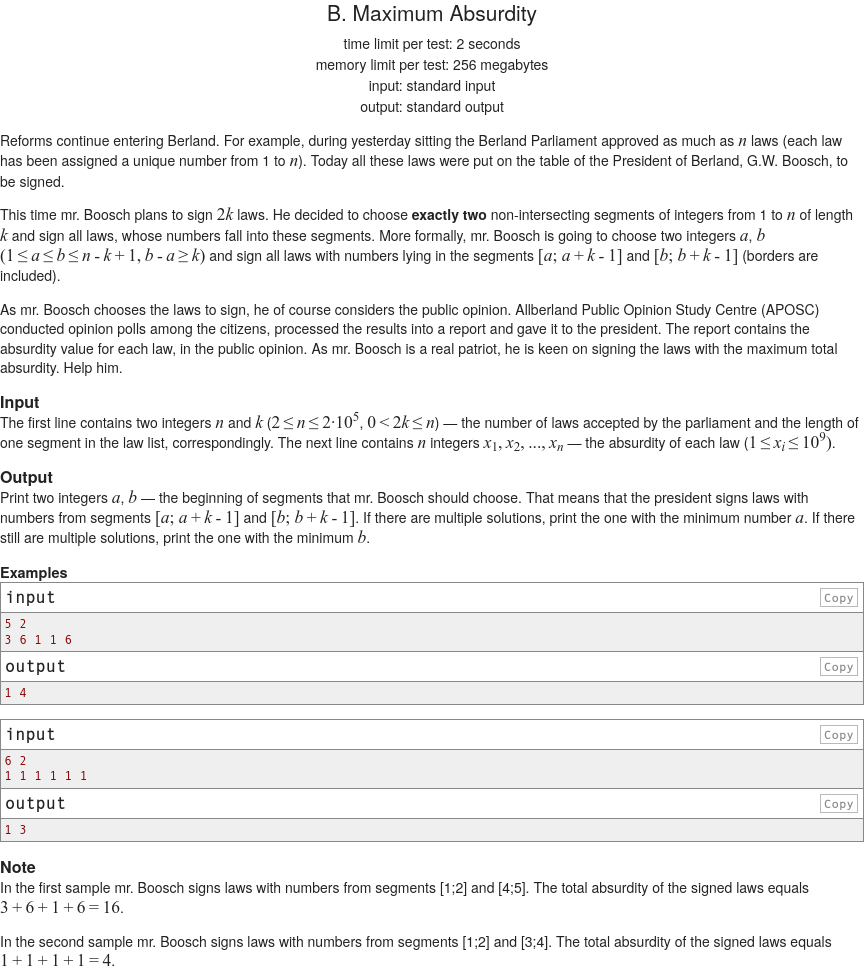 B. Maximum Absurdity
time limit per test: 2 seconds
memory limit per test: 256 megabytes
input: standard input
output: standard output
Reforms continue entering Berland. For example, during yesterday sitting the Berland Parliament approved as much as n laws (each law
has been assigned a unique number from 1 to n). Today all these laws were put on the table of the President of Berland, G.W. Boosch, to
be signed.
This time mr. Boosch plans to sign 2k laws. He decided to choose exactly two non-intersecting segments of integers from 1 to n of length
k and sign all laws, whose numbers fall into these segments. More formally, mr. Boosch is going to choose two integers a, b
(1 ≤ a ≤ b ≤ n - k + 1, b - a ≥ k) and sign all laws with numbers lying in the segments [a; a + k - 1] and [b; b + k - 1] (borders are
included).
As mr. Boosch chooses the laws to sign, he of course considers the public opinion. Allberland Public Opinion Study Centre (APOSC)
conducted opinion polls among the citizens, processed the results into a report and gave it to the president. The report contains the
absurdity value for each law, in the public opinion. As mr. Boosch is a real patriot, he is keen on signing the laws with the maximum total
absurdity. Help him.
Input
The first line contains two integers n and k (2 ≤ n ≤ 2·10⁵, 0 < 2k ≤ n) — the number of laws accepted by the parliament and the length of
one segment in the law list, correspondingly. The next line contains n integers x₁, x₂, ..., xₙ — the absurdity of each law (1 ≤ xᵢ ≤ 10⁹).
Output
Print two integers a, b — the beginning of segments that mr. Boosch should choose. That means that the president signs laws with
numbers from segments [a; a + k - 1] and [b; b + k - 1]. If there are multiple solutions, print the one with the minimum number a. If there
still are multiple solutions, print the one with the minimum b.
Examples
input Copy
5 2
3 6 1 1 6
output Copy
1 4
input Copy
6 2
1 1 1 1 1 1
output Copy
1 3
Note
In the first sample mr. Boosch signs laws with numbers from segments [1;2] and [4;5]. The total absurdity of the signed laws equals
3 + 6 + 1 + 6 = 16.
In the second sample mr. Boosch signs laws with numbers from segments [1;2] and [3;4]. The total absurdity of the signed laws equals
1 + 1 + 1 + 1 = 4.